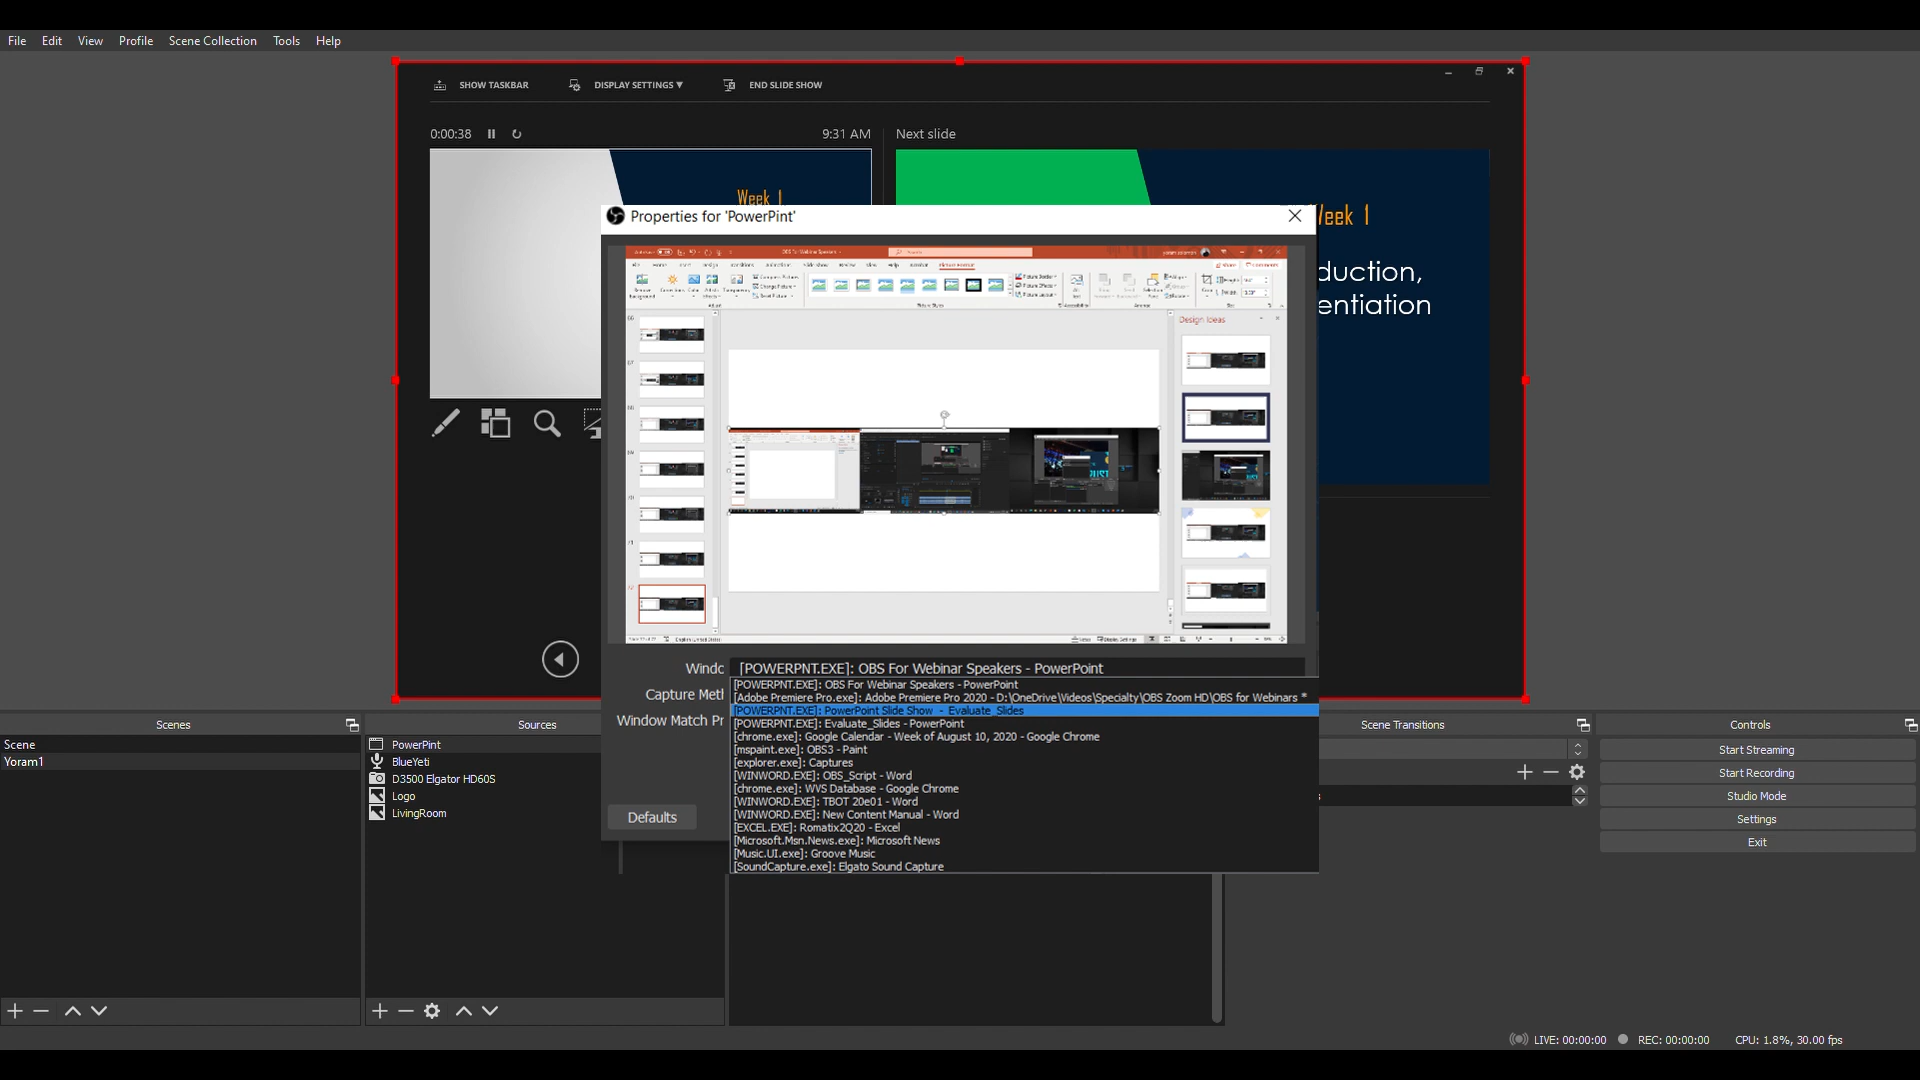 File Edit View Profile Scene Collection Tools Help
SHOW TASKBAR DISPLAY SETTINGS ▼ END SLIDE SHOW
0:00:38 9:31 AM Next slide
Week 1
Week 1
duction,
entiation
Properties for 'PowerPint'
Design Ideas
Windo [POWERPNT.EXE]: OBS For Webinar Speakers - PowerPoint
Capture Meth
Window Match Pr
[POWERPNT.EXE]: OBS For Webinar Speakers - PowerPoint
[Adobe Premiere Pro.exe]: Adobe Premiere Pro 2020 - D:\OneDrive\Videos\Specialty\OBS Zoom HD\OBS for Webinars *
[POWERPNT.EXE]: PowerPoint Slide Show - Evaluate_Slides
[POWERPNT.EXE]: Evaluate_Slides - PowerPoint
[chrome.exe]: Google Calendar - Week of August 10, 2020 - Google Chrome
[mspaint.exe]: OBS3 - Paint
[explorer.exe]: Captures
[WINWORD.EXE]: OBS_Script - Word
[chrome.exe]: WVS Database - Google Chrome
[WINWORD.EXE]: TBOT 20e01 - Word
[WINWORD.EXE]: New Content Manual - Word
[EXCEL.EXE]: Romatix2Q20 - Excel
[Microsoft.Msn.News.exe]: Microsoft News
[Music.UI.exe]: Groove Music
[SoundCapture.exe]: Elgato Sound Capture
Defaults
Scenes
Scene
Yoram1
Sources
PowerPint
BlueYeti
D3500 Elgator HD60S
Logo
LivingRoom
Scene Transitions
Controls
Start Streaming
Start Recording
Studio Mode
Settings
Exit
LIVE: 00:00:00 REC: 00:00:00 CPU: 1.8%, 30.00 fps